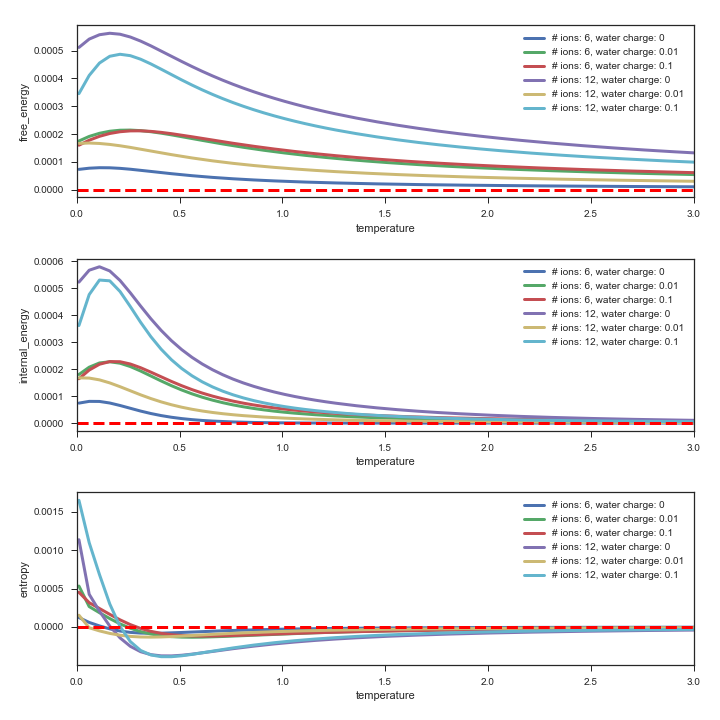 0.0005
0.0004
0.0003
0.0002
0.0001
0.0000
free_energy
# ions: 6, water charge: 0
# ions: 6, water charge: 0.01
# ions: 6, water charge: 0.1
# ions: 12, water charge: 0
# ions: 12, water charge: 0.01
# ions: 12, water charge: 0.1
0.0 0.5 1.0 1.5 2.0 2.5 3.0
temperature
0.0006
0.0005
0.0004
0.0003
0.0002
0.0001
0.0000
internal_energy
# ions: 6, water charge: 0
# ions: 6, water charge: 0.01
# ions: 6, water charge: 0.1
# ions: 12, water charge: 0
# ions: 12, water charge: 0.01
# ions: 12, water charge: 0.1
0.0 0.5 1.0 1.5 2.0 2.5 3.0
temperature
0.0015
0.0010
0.0005
0.0000
entropy
# ions: 6, water charge: 0
# ions: 6, water charge: 0.01
# ions: 6, water charge: 0.1
# ions: 12, water charge: 0
# ions: 12, water charge: 0.01
# ions: 12, water charge: 0.1
0.0 0.5 1.0 1.5 2.0 2.5 3.0
temperature